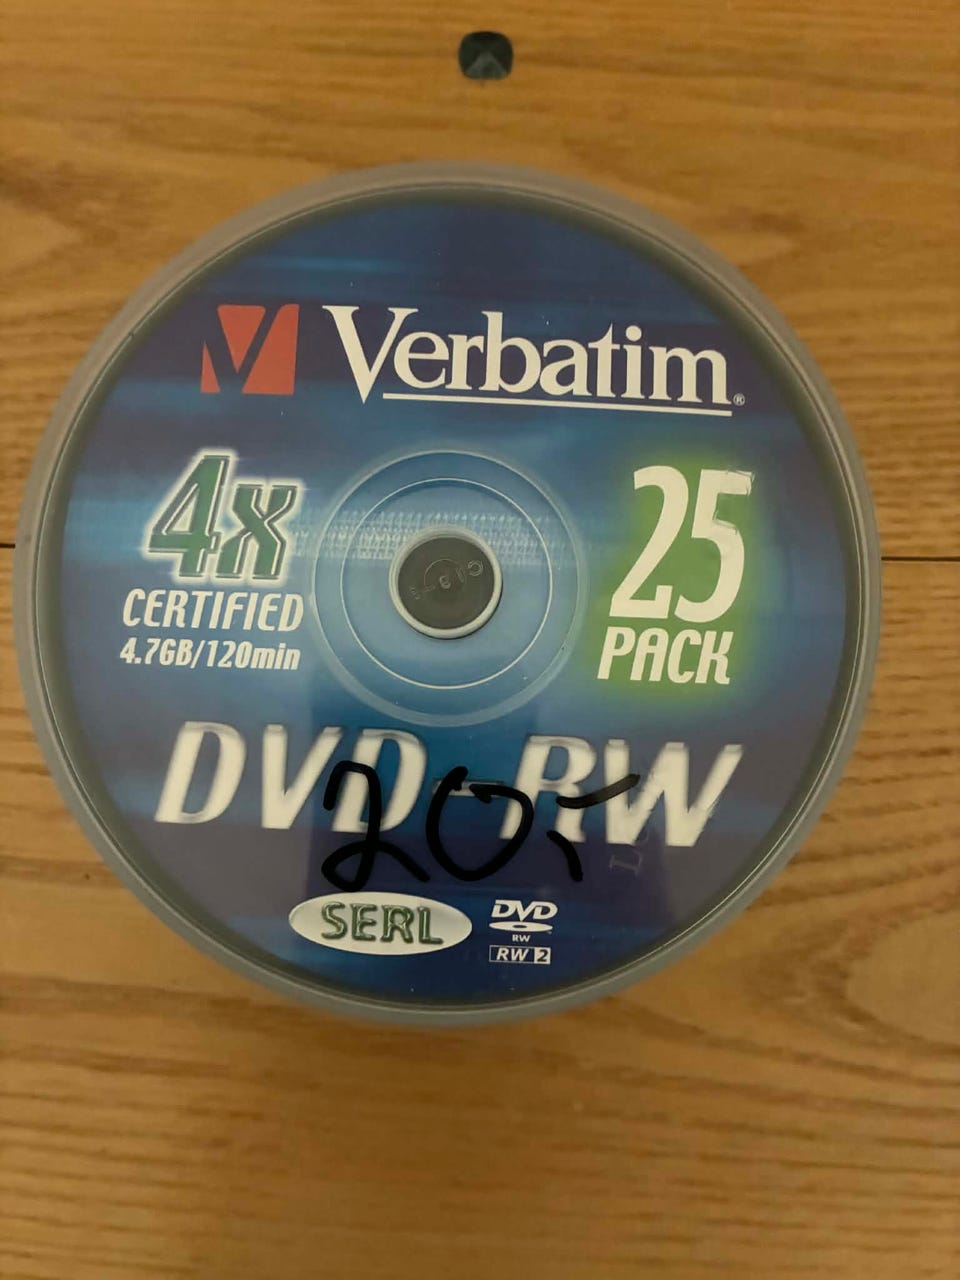 Verbatim®
4x
CERTIFIED
4.7GB/120min
25
PACK
DVD-RW
20,-
SERL
DVD
RW
RW 2